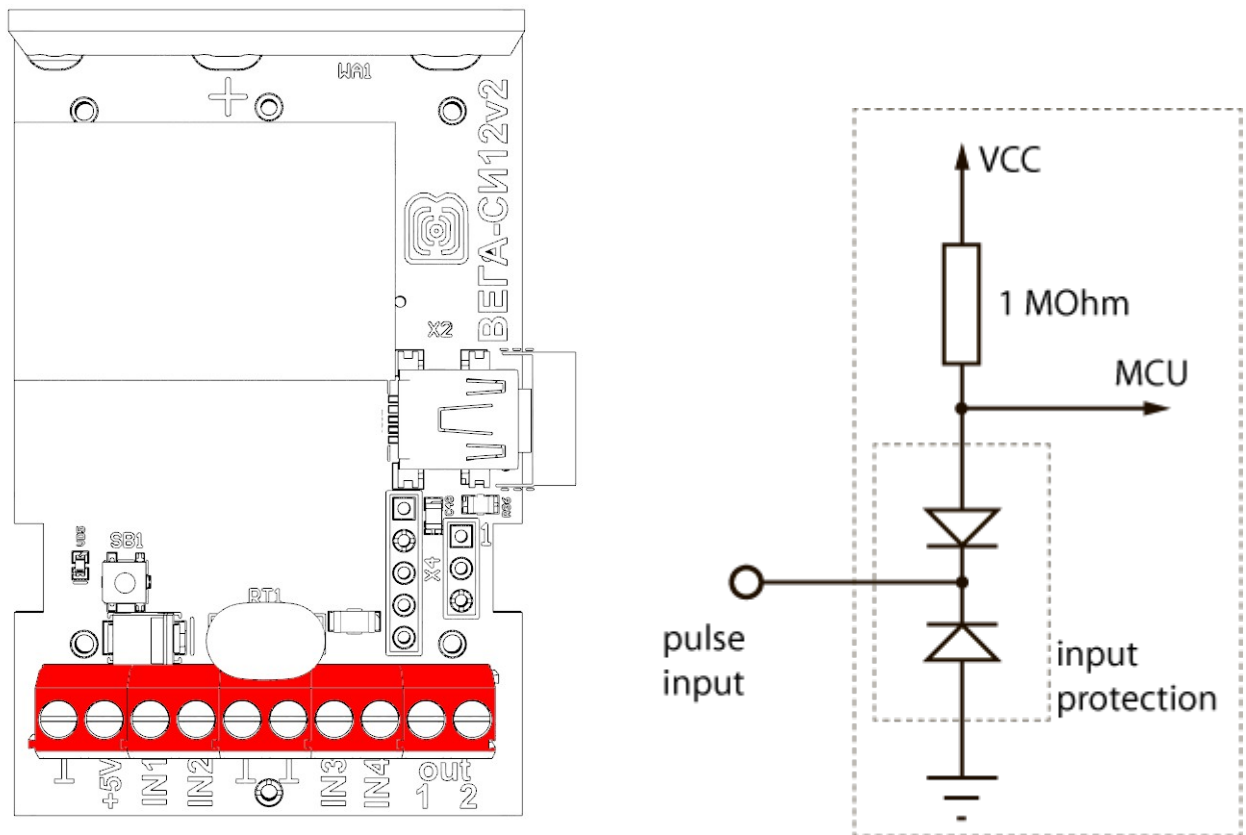 WA1
+
ВЕГА-СИ12v2
X2
SB1
X4
1
RT1
+5V
IN1
IN2
IN3
IN4
out
1
2
VCC
1 MOhm
MCU
pulse
input
input
protection